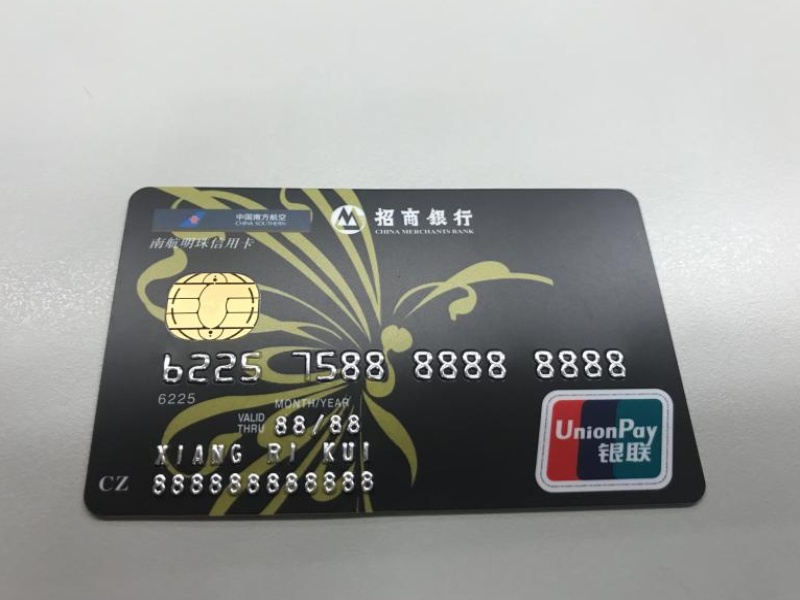 中国南方航空
CHINA SOUTHERN
招商银行
CHINA MERCHANTS BANK
南航明珠信用卡
6225 7588 8888 8888
6225
MONTH/YEAR
VALID THRU 88/88
XIANG RI KUI
CZ 888888888888
UnionPay
银联